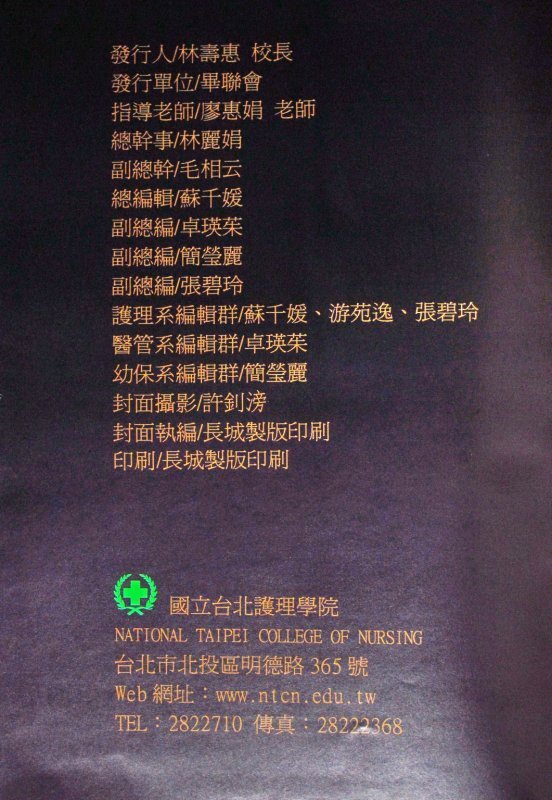 發行人/林壽惠 校長
發行單位/畢聯會
指導老師/廖惠娟 老師
總幹事/林麗娟
副總幹/毛相云
總編輯/蘇千媛
副總編/卓瑛茱
副總編/簡瑩麗
副總編/張碧玲
護理系編輯群/蘇千媛、游苑逸、張碧玲
醫管系編輯群/卓瑛茱
幼保系編輯群/簡瑩麗
封面攝影/許釗滂
封面執編/長城製版印刷
印刷/長城製版印刷
國立台北護理學院
NATIONAL TAIPEI COLLEGE OF NURSING
台北市北投區明德路 365 號
Web 網址：www.ntcn.edu.tw
TEL：2822710 傳真：28222368